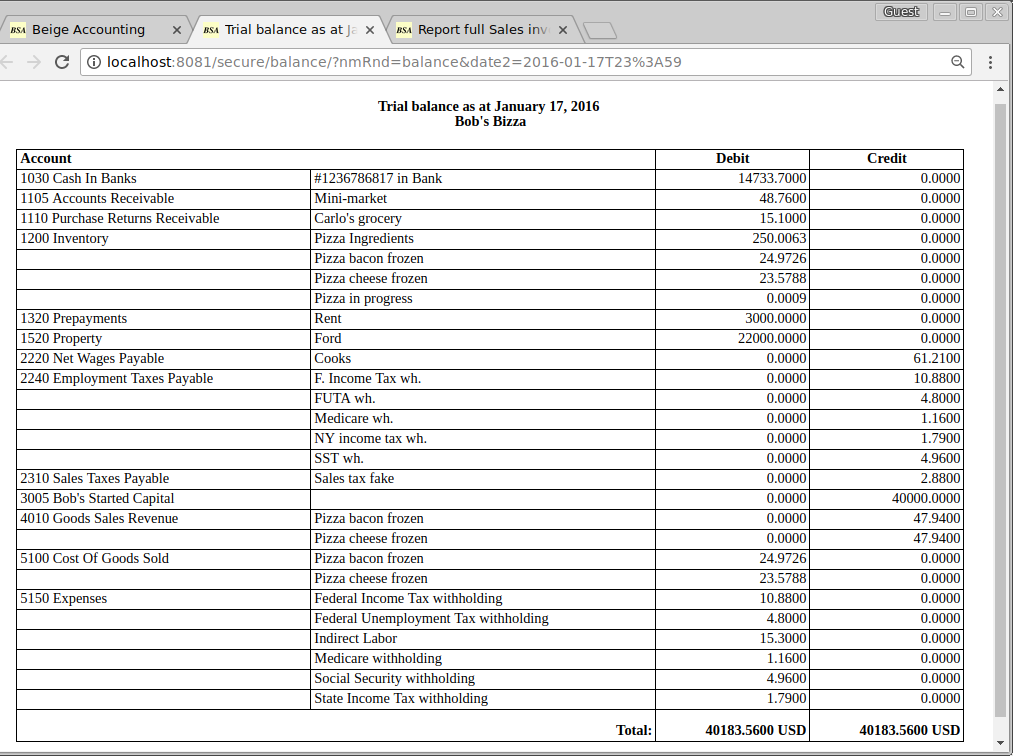 Guest
BSA Beige Accounting
BSA Trial balance as at Ja
BSA Report full Sales inv
localhost:8081/secure/balance/?nmRnd=balance&date2=2016-01-17T23%3A59
Trial balance as at January 17, 2016
Bob's Bizza
Account Debit Credit
1030 Cash In Banks #1236786817 in Bank 14733.7000 0.0000
1105 Accounts Receivable Mini-market 48.7600 0.0000
1110 Purchase Returns Receivable Carlo's grocery 15.1000 0.0000
1200 Inventory Pizza Ingredients 250.0063 0.0000
Pizza bacon frozen 24.9726 0.0000
Pizza cheese frozen 23.5788 0.0000
Pizza in progress 0.0009 0.0000
1320 Prepayments Rent 3000.0000 0.0000
1520 Property Ford 22000.0000 0.0000
2220 Net Wages Payable Cooks 0.0000 61.2100
2240 Employment Taxes Payable F. Income Tax wh. 0.0000 10.8800
FUTA wh. 0.0000 4.8000
Medicare wh. 0.0000 1.1600
NY income tax wh. 0.0000 1.7900
SST wh. 0.0000 4.9600
2310 Sales Taxes Payable Sales tax fake 0.0000 2.8800
3005 Bob's Started Capital 0.0000 40000.0000
4010 Goods Sales Revenue Pizza bacon frozen 0.0000 47.9400
Pizza cheese frozen 0.0000 47.9400
5100 Cost Of Goods Sold Pizza bacon frozen 24.9726 0.0000
Pizza cheese frozen 23.5788 0.0000
5150 Expenses Federal Income Tax withholding 10.8800 0.0000
Federal Unemployment Tax withholding 4.8000 0.0000
Indirect Labor 15.3000 0.0000
Medicare withholding 1.1600 0.0000
Social Security withholding 4.9600 0.0000
State Income Tax withholding 1.7900 0.0000
Total: 40183.5600 USD 40183.5600 USD